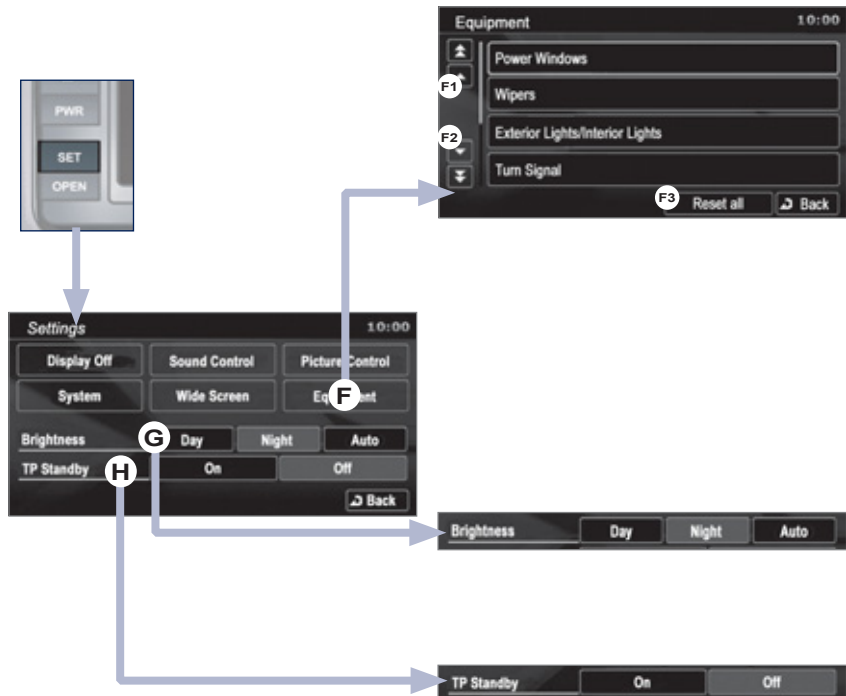 Equipment 10:00
Power Windows
F1
Wipers
F2
Exterior Lights/Interior Lights
Turn Signal
F3 Reset all Back
PWR
SET
OPEN
Settings 10:00
Display Off Sound Control Picture Control
System Wide Screen F
Brightness G Day Night Auto
TP Standby H On Off
Back
Brightness Day Night Auto
TP Standby On Off